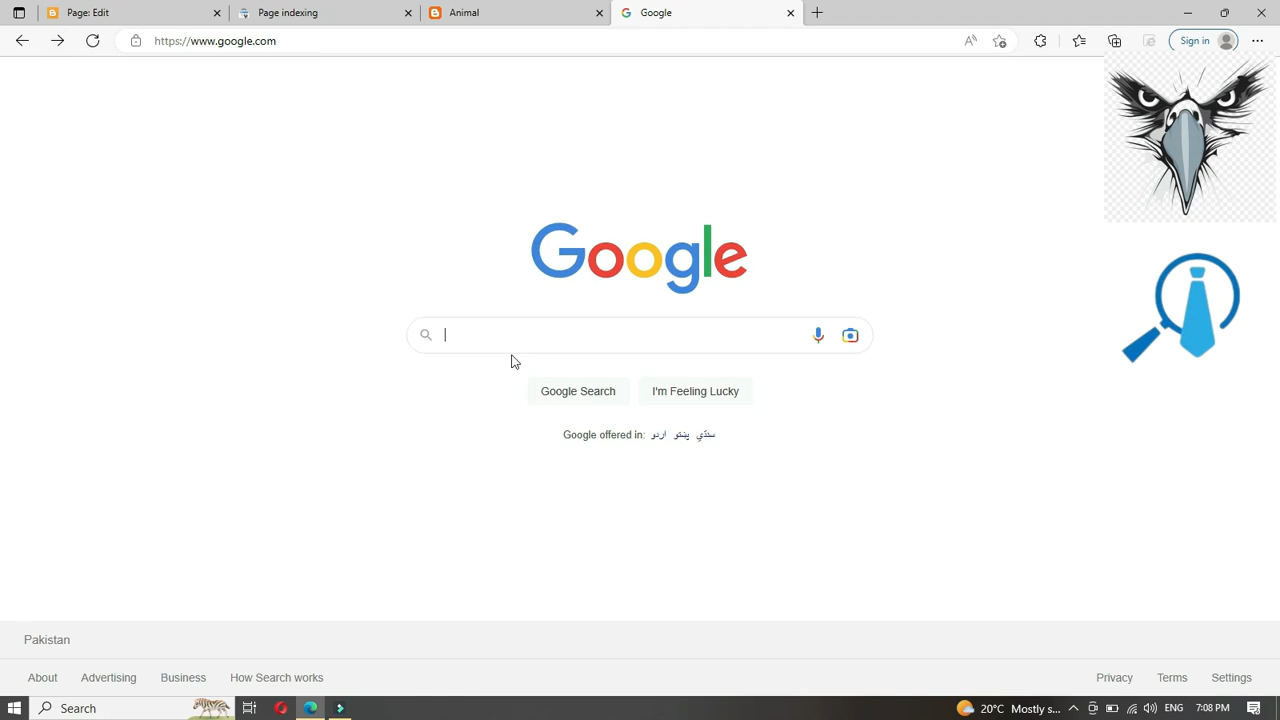 Page: Edit
Page indexing
Animal
Google
https://www.google.com
Sign in
Google
Google Search
I'm Feeling Lucky
Google offered in: اردو پښتو سنڌي
Pakistan
About
Advertising
Business
How Search works
Privacy
Terms
Settings
Search
20°C Mostly s...
ENG
7:08 PM